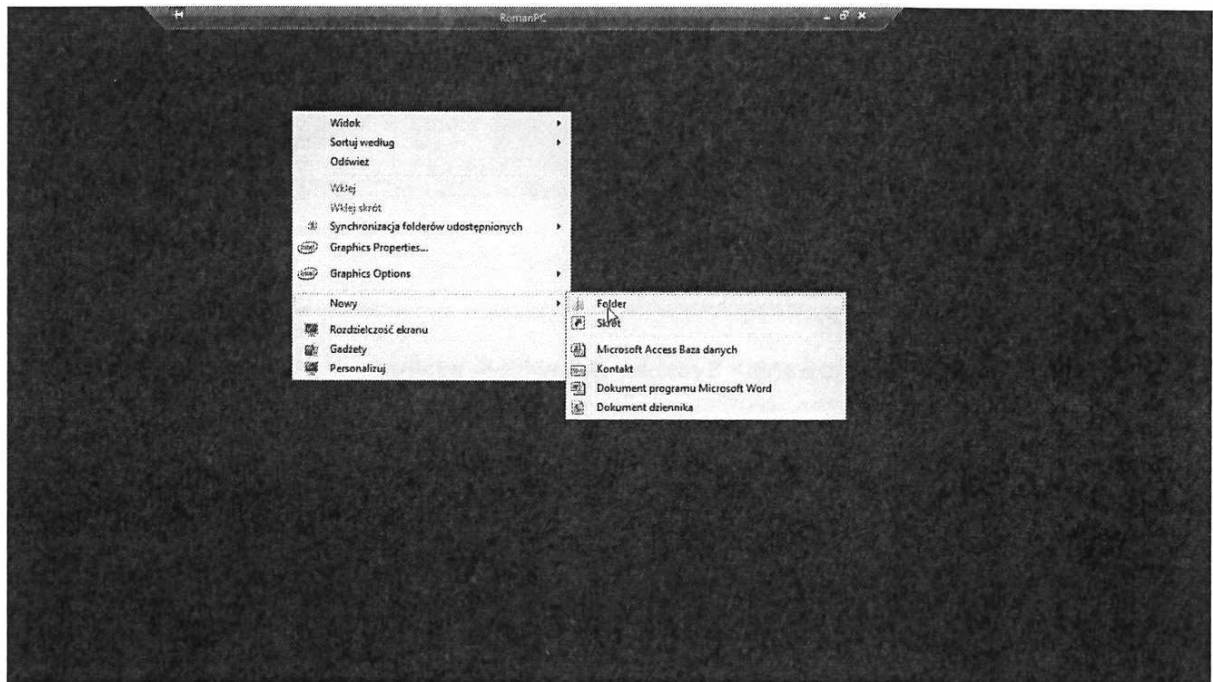 RomanPC
Widok
Sortuj według
Odśwież
Wklej
Wklej skrót
Synchronizacja folderów udostępnionych
Graphics Properties...
Graphics Options
Nowy
Rozdzielczość ekranu
Gadżety
Personalizuj
Folder
Skrót
Microsoft Access Baza danych
Kontakt
Dokument programu Microsoft Word
Dokument dziennika